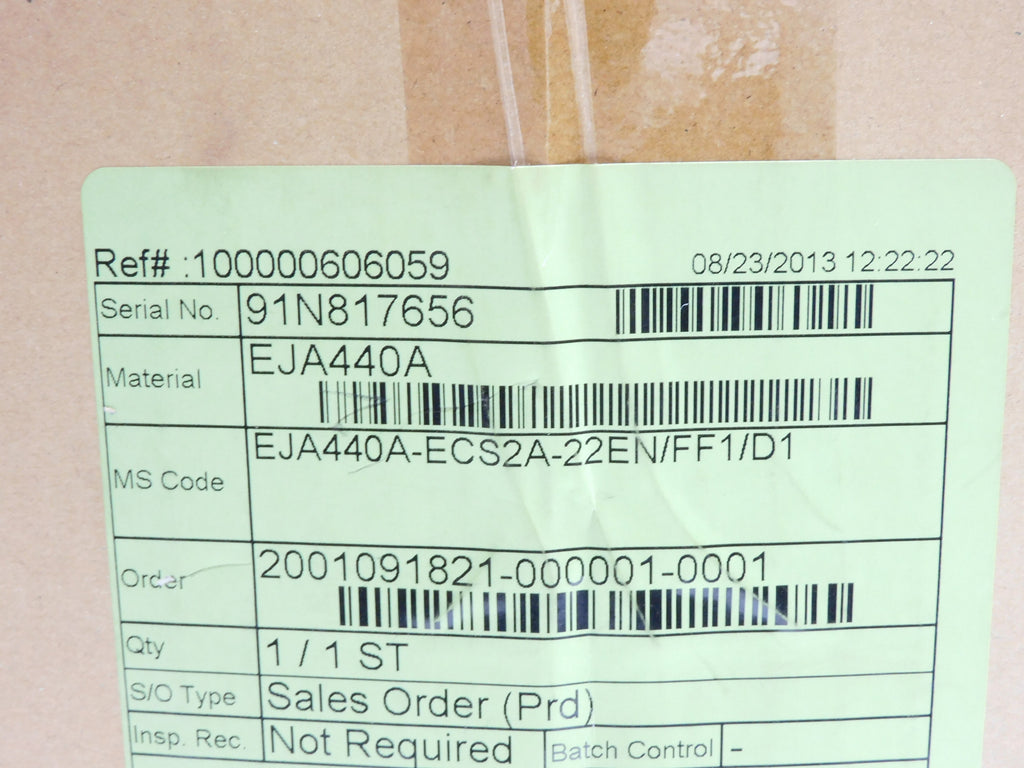 Ref# :100000606059 08/23/2013 12:22:22
Serial No. 91N817656
Material EJA440A
MS Code EJA440A-ECS2A-22EN/FF1/D1
Order 2001091821-000001-0001
Qty 1 / 1 ST
S/O Type Sales Order (Prd)
Insp. Rec. Not Required Batch Control -